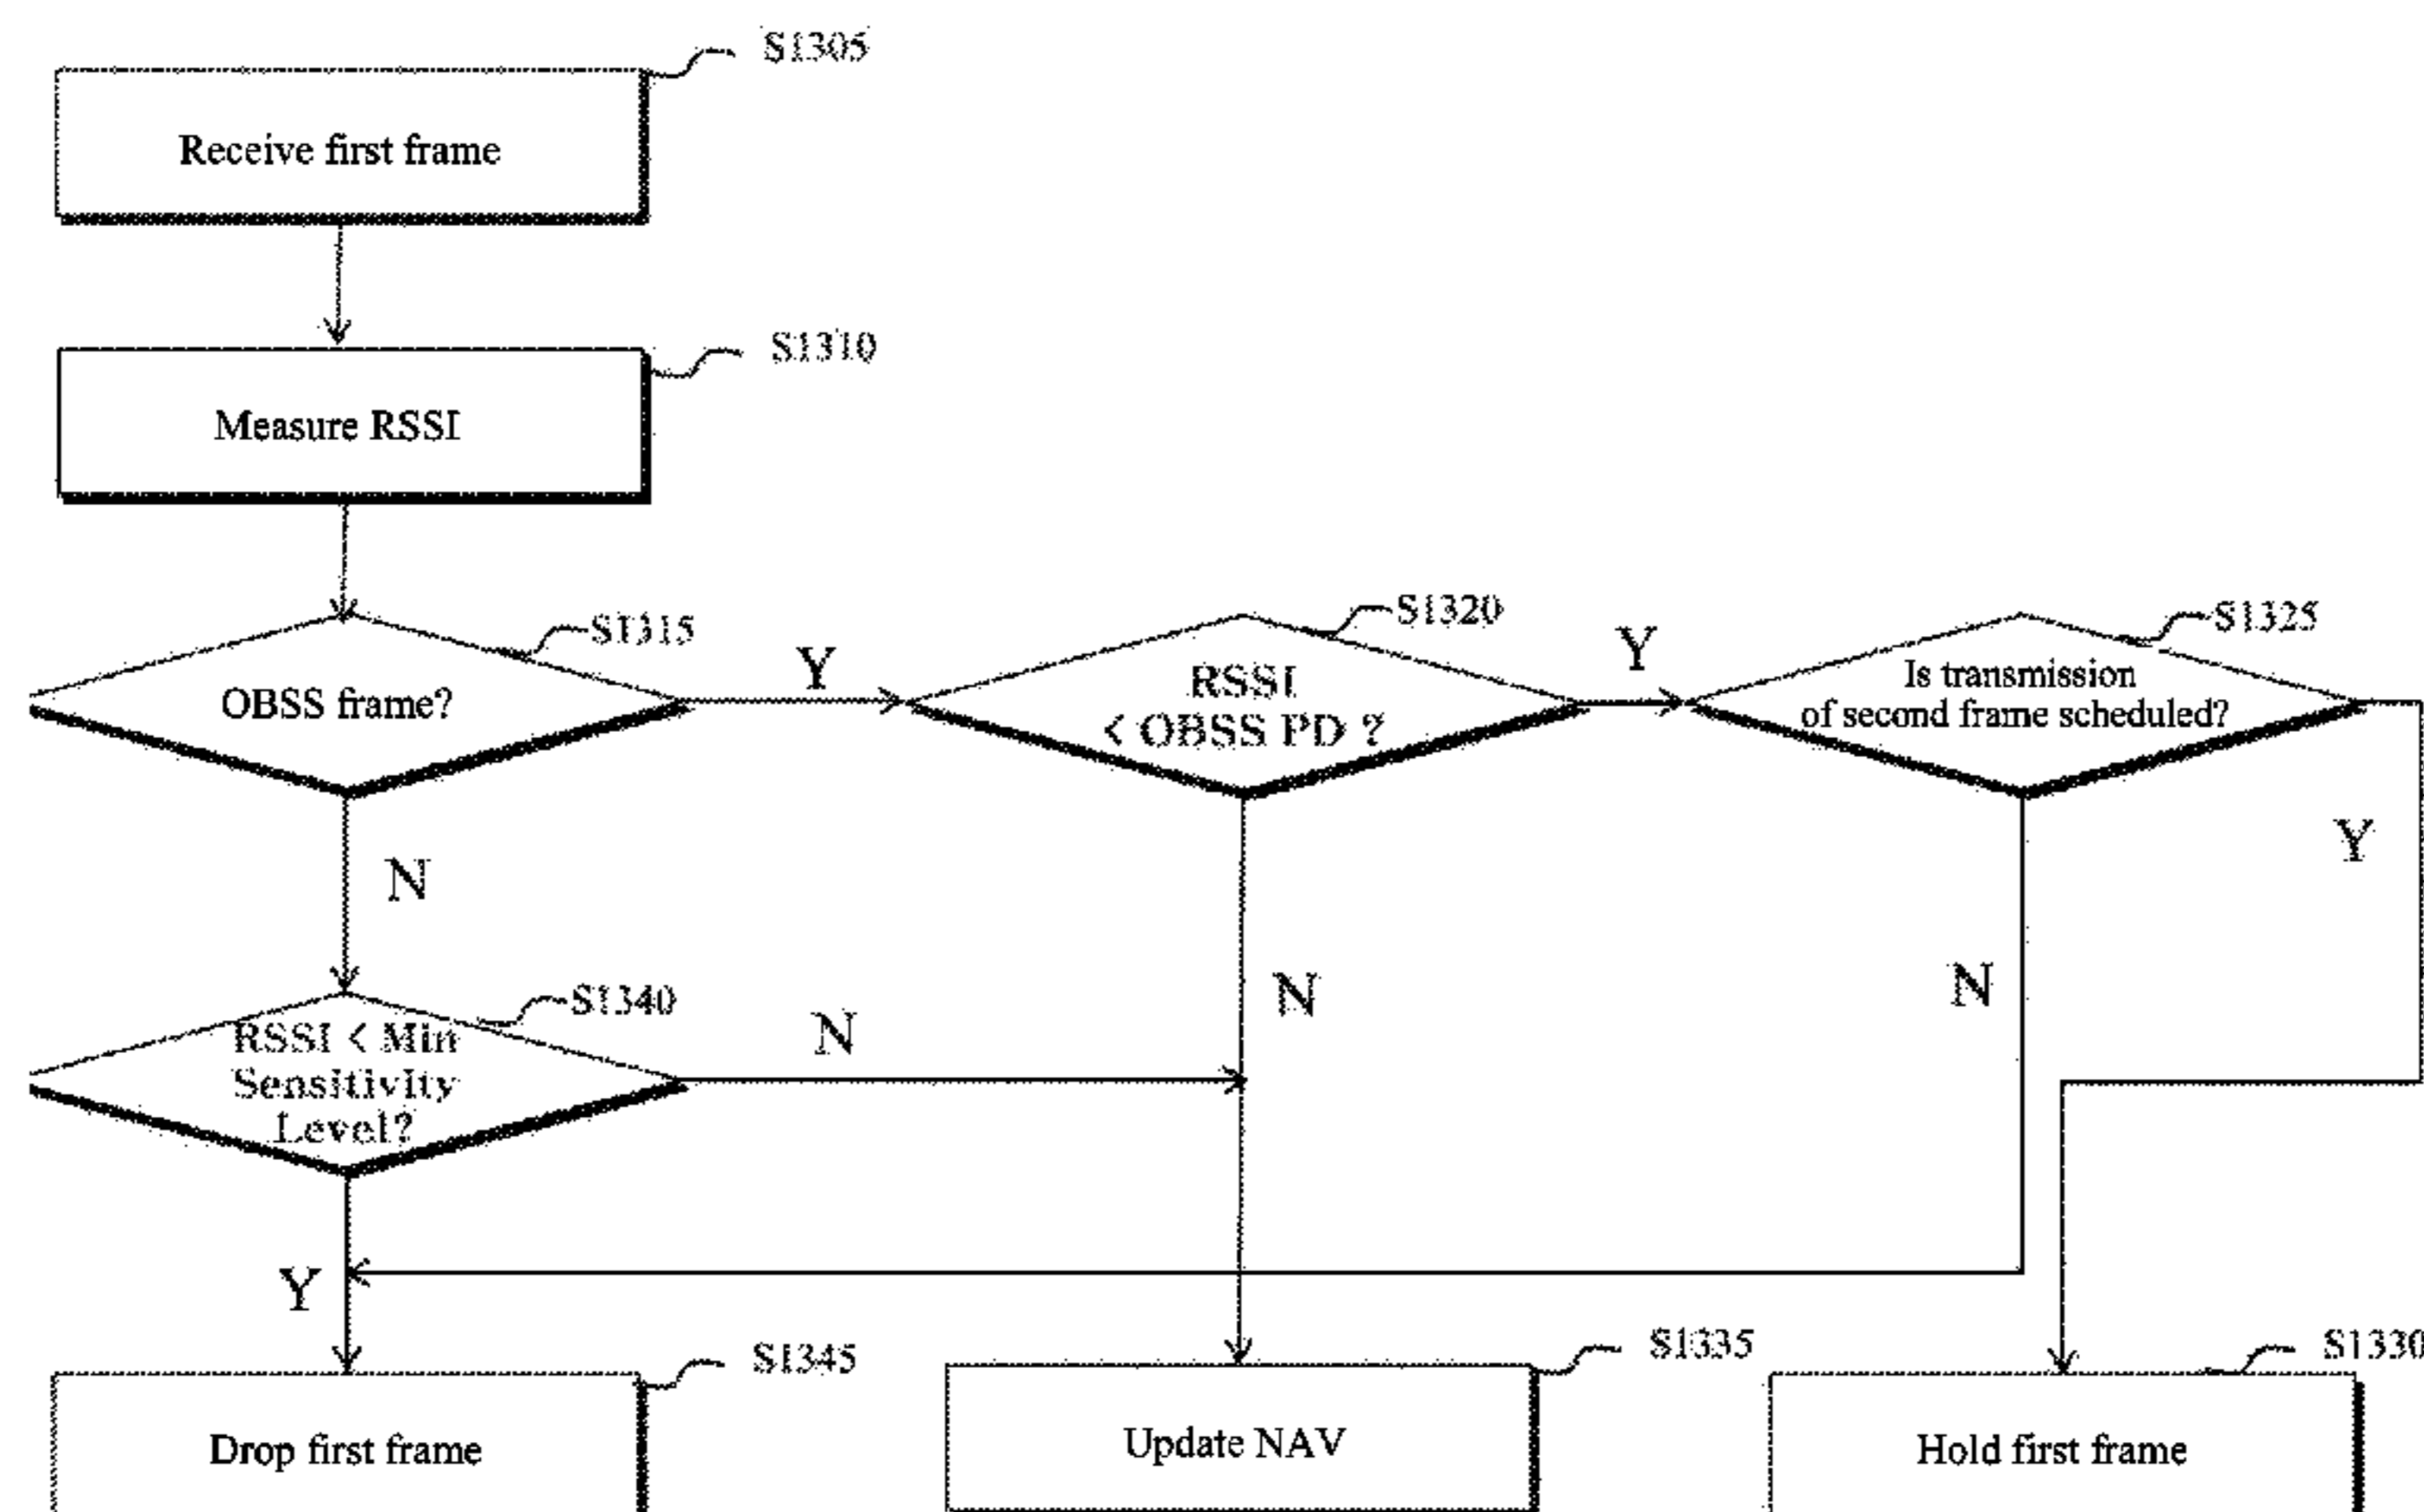 S1305
Receive first frame
S1310
Measure RSSI
S1315
OBSS frame?
Y
S1320
RSSI
< OBSS PD ?
Y
S1325
Is transmission
of second frame scheduled?
Y
N
N
N
S1340
RSSI < Min
Sensitivity
Level?
N
Y
S1345
Drop first frame
S1335
Update NAV
S1330
Hold first frame